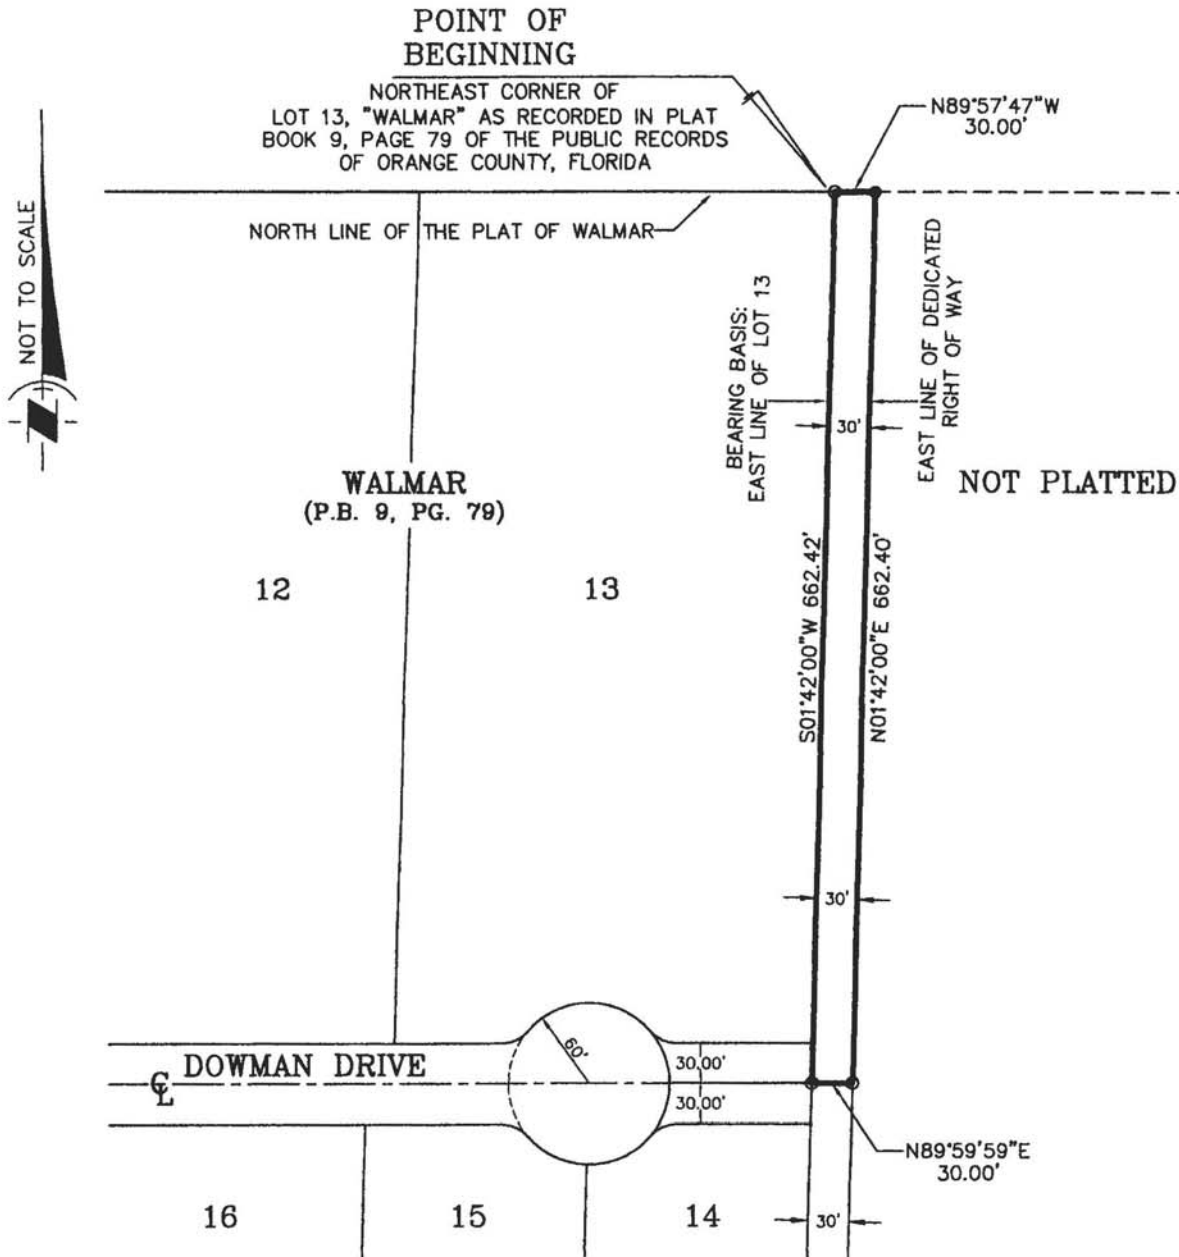 POINT OF
BEGINNING
NORTHEAST CORNER OF
LOT 13, "WALMAR" AS RECORDED IN PLAT
BOOK 9, PAGE 79 OF THE PUBLIC RECORDS
OF ORANGE COUNTY, FLORIDA
N89°57'47"W
30.00'
NORTH LINE OF THE PLAT OF WALMAR
NOT TO SCALE
BEARING BASIS:
EAST LINE OF LOT 13
EAST LINE OF DEDICATED
RIGHT OF WAY
30'
WALMAR
(P.B. 9, PG. 79)
NOT PLATTED
12
13
S01°42'00"W 662.42'
N01°42'00"E 662.40'
30'
60'
DOWMAN DRIVE
℄
30.00'
30.00'
N89°59'59"E
30.00'
16
15
14
30'